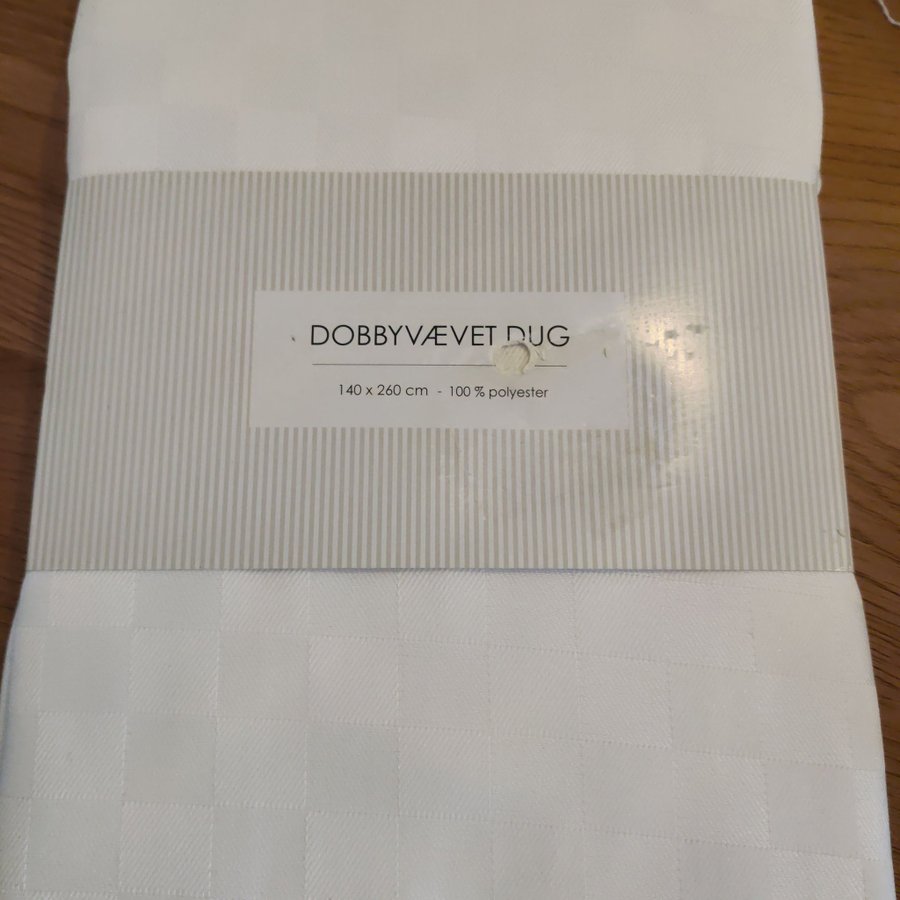 DOBBYVÆVET DUG
140 x 260 cm - 100 % polyester